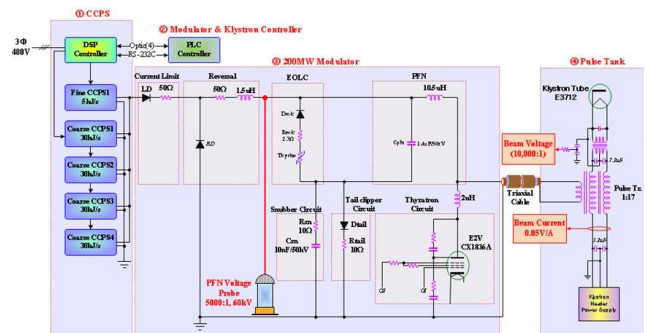 ① CCPS
② Modulator & Klystron Controller
3Φ
480V
DSP
Controller
Optic(4)
RS-232C
PLC
Controller
③ 200MW Modulator
④ Pulse Tank
Fine CCPS1
5kJ/s
Coarse CCPS1
30kJ/s
Coarse CCPS2
30kJ/s
Coarse CCPS3
30kJ/s
Coarse CCPS4
30kJ/s
Current Limit
LD
50Ω
Reversal
50Ω
1.5uH
RD
EOLC
Deolc
Reolc
Thyrite
PFN
10.5uH
Cpfn
Snubber Circuit
Rsn
10Ω
Csn
10nF/50kV
Tail clipper
Circuit
Dtail
Rtail
10Ω
Thyratron
Circuit
2uH
E2V
CX1836A
G2
G1
PFN Voltage
Probe
5000:1, 60kV
Triaxial
Cable
Klystron Tube
E3712
Beam Voltage
(10,000:1)
Pulse Tx
1:17
Beam Current
0.05V/A
Klystron
Heater
Power Supply